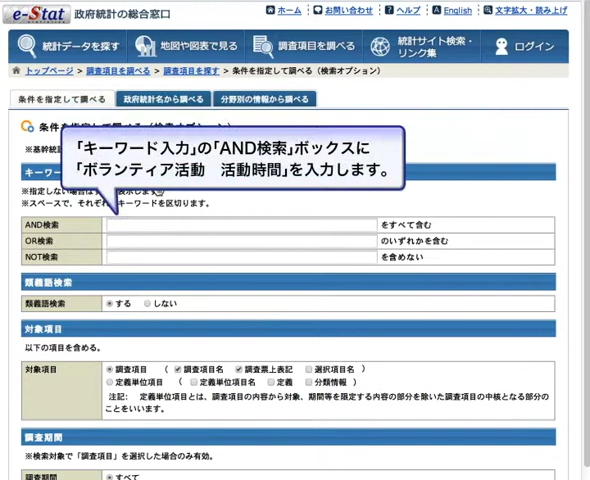 e-Stat 政府統計の総合窓口
ホーム お問い合わせ ヘルプ English 文字拡大・読み上げ
統計データを探す 地図や図表で見る 調査項目を調べる 統計サイト検索・リンク集 ログイン
トップページ > 調査項目を調べる > 調査項目を探す > 条件を指定して調べる（検索オプション）
条件を指定して調べる 政府統計名から調べる 分野別の情報から調べる
「キーワード入力」の「AND検索」ボックスに
「ボランティア活動　活動時間」を入力します。
※基幹統
キーワー
※指定しない場合は
※スペースで、それぞれ キーワードを区切ります。
AND検索 をすべて含む
OR検索 のいずれかを含む
NOT検索 を含めない
類義語検索
類義語検索 する しない
対象項目
以下の項目を含める。
対象項目 調査項目 （ 調査項目名 調査票上表記 選択項目名 ）
定義単位項目 （ 定義単位項目名 定義 分類情報 ）
注記： 定義単位項目とは、調査項目の内容から対象、期間等を限定する内容の部分を除いた調査項目の中核となる部分の
ことをいいます。
調査期間
※検索対象で「調査項目」を選択した場合のみ有効。
調査期間 すべて